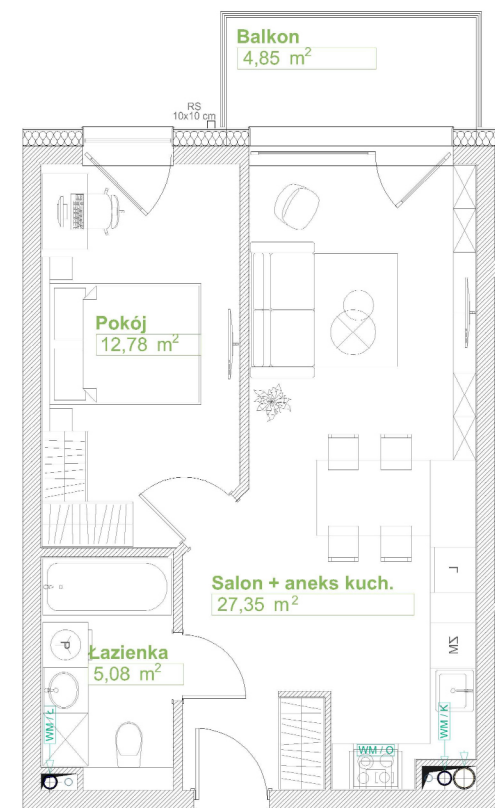 Balkon
4,85 m²
RS
10x10 cm
Pokój
12,78 m²
Salon + aneks kuch.
27,35 m²
L
ZM
Łazienka
5,08 m²
P
WM / Ł
WM / O
WM / K